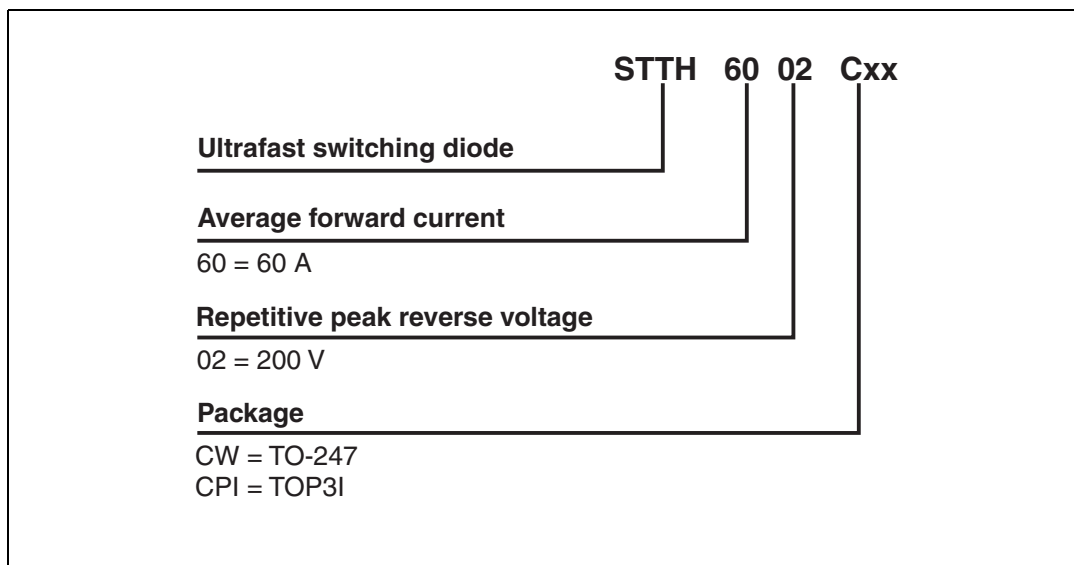 STTH 60 02 Cxx
Ultrafast switching diode
Average forward current
60 = 60 A
Repetitive peak reverse voltage
02 = 200 V
Package
CW = TO-247
CPI = TOP3I